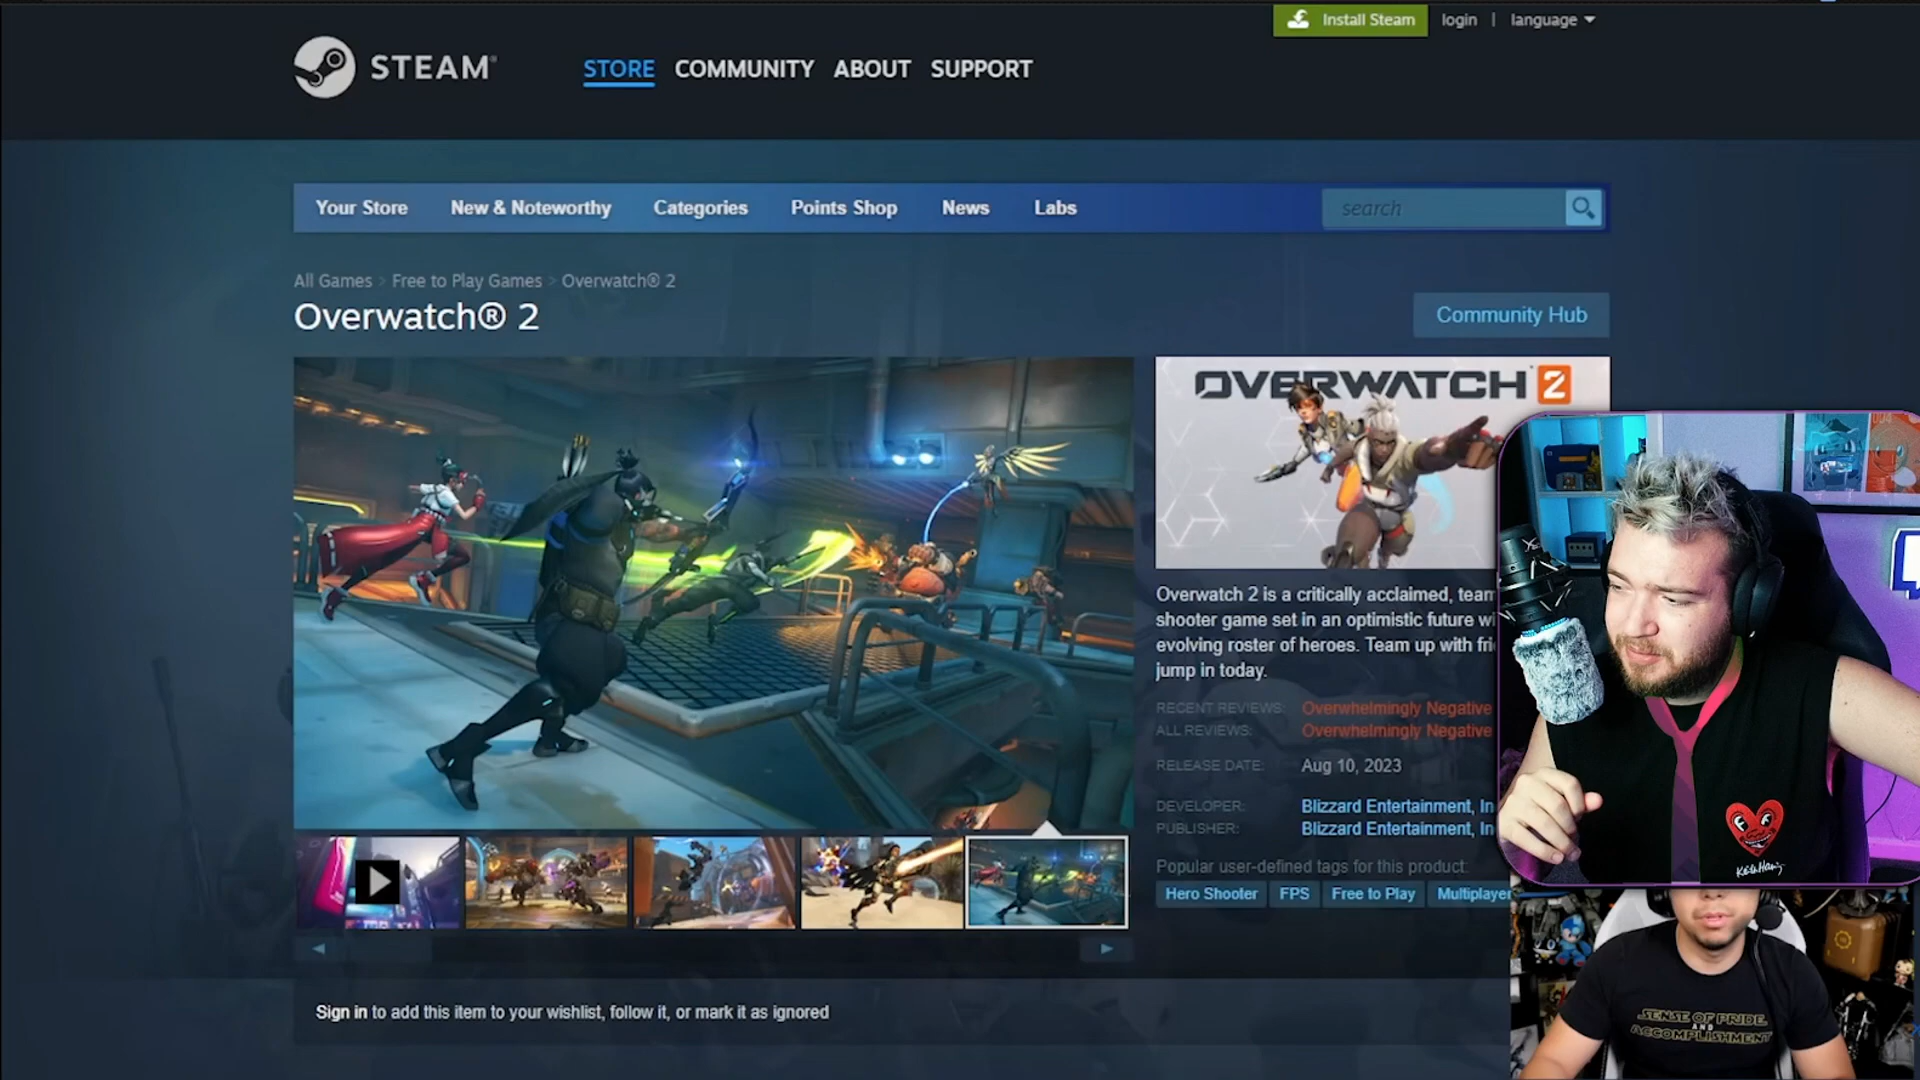 Install Steam
login | language
STEAM®
STORE COMMUNITY ABOUT SUPPORT
Your Store New & Noteworthy Categories Points Shop News Labs
search
All Games > Free to Play Games > Overwatch® 2
Overwatch® 2
Community Hub
OVERWATCH 2
Overwatch 2 is a critically acclaimed, team
shooter game set in an optimistic future wi
evolving roster of heroes. Team up with fri
jump in today.
RECENT REVIEWS: Overwhelmingly Negative
ALL REVIEWS: Overwhelmingly Negative
RELEASE DATE: Aug 10, 2023
DEVELOPER: Blizzard Entertainment, In
PUBLISHER: Blizzard Entertainment, In
Popular user-defined tags for this product:
Hero Shooter FPS Free to Play Multiplayer
Sign in to add this item to your wishlist, follow it, or mark it as ignored
Keith Haring
SENSE OF PRIDE
AND
ACCOMPLISHMENT